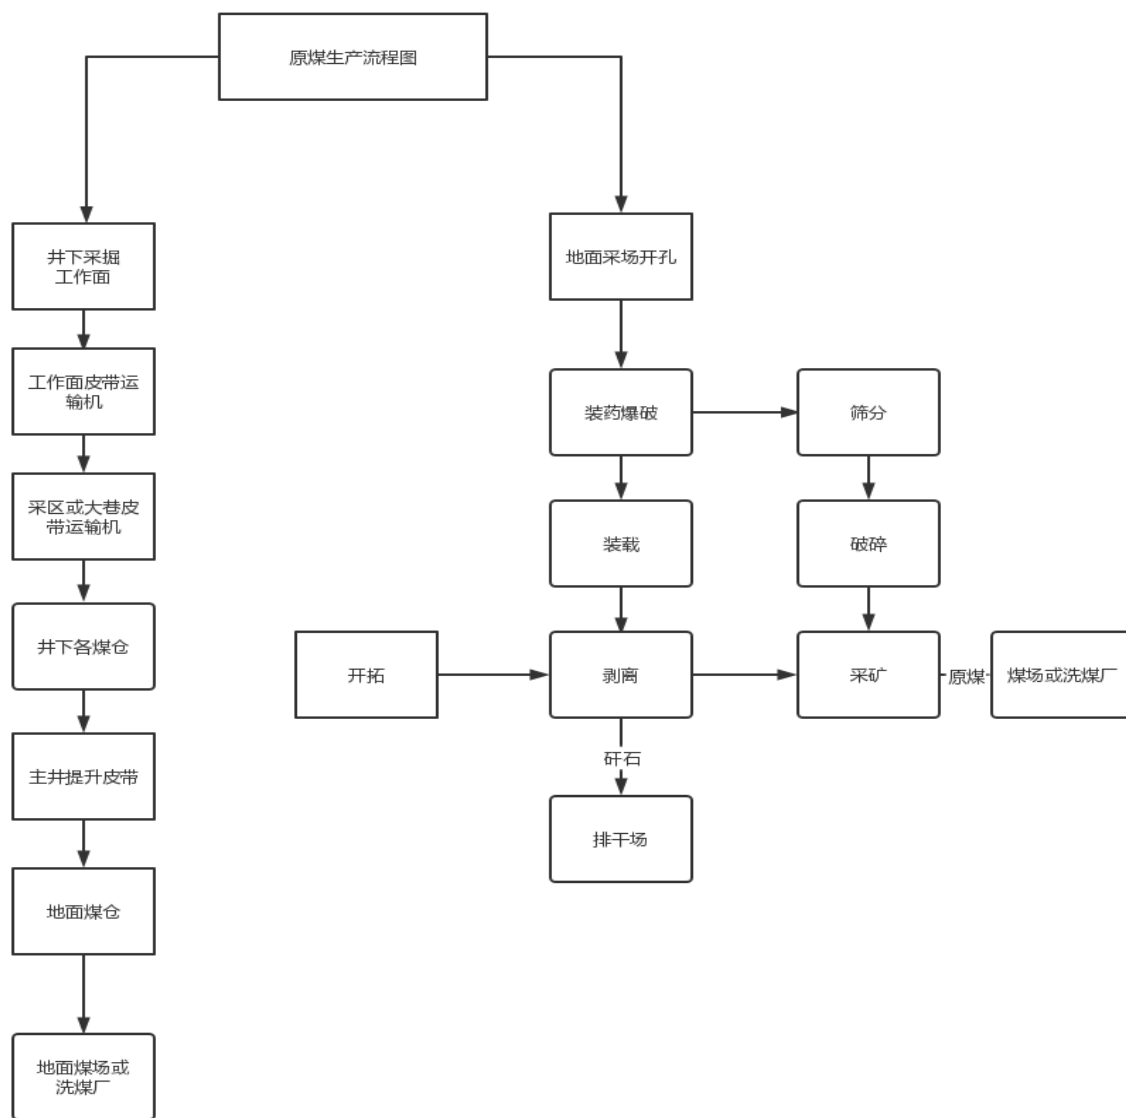 原煤生产流程图
井下采掘
工作面
地面采场开孔
工作面皮带运
输机
装药爆破
筛分
采区或大巷皮
带运输机
装载
破碎
井下各煤仓
开拓
剥离
采矿
原煤
煤场或洗煤厂
主井提升皮带
矸石
排干场
地面煤仓
地面煤场或
洗煤厂